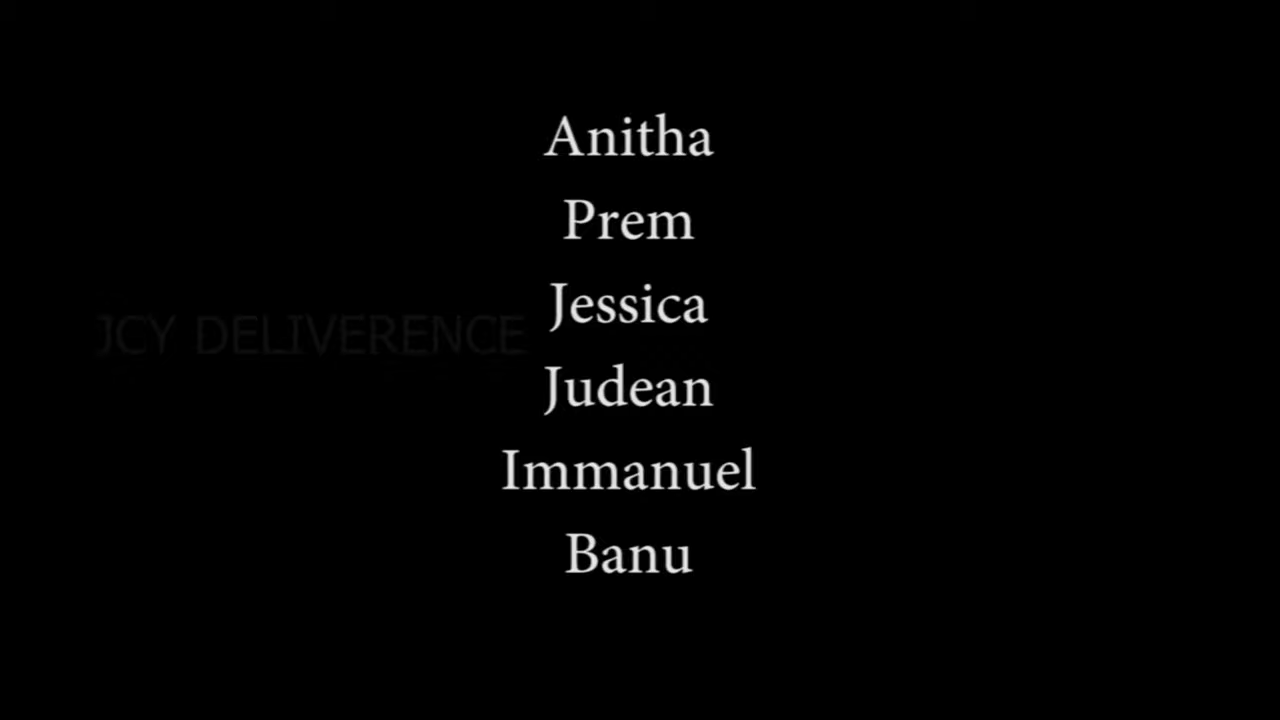 Anitha
Prem
Jessica
JCY DELIVERENCE
Judean
Immanuel
Banu